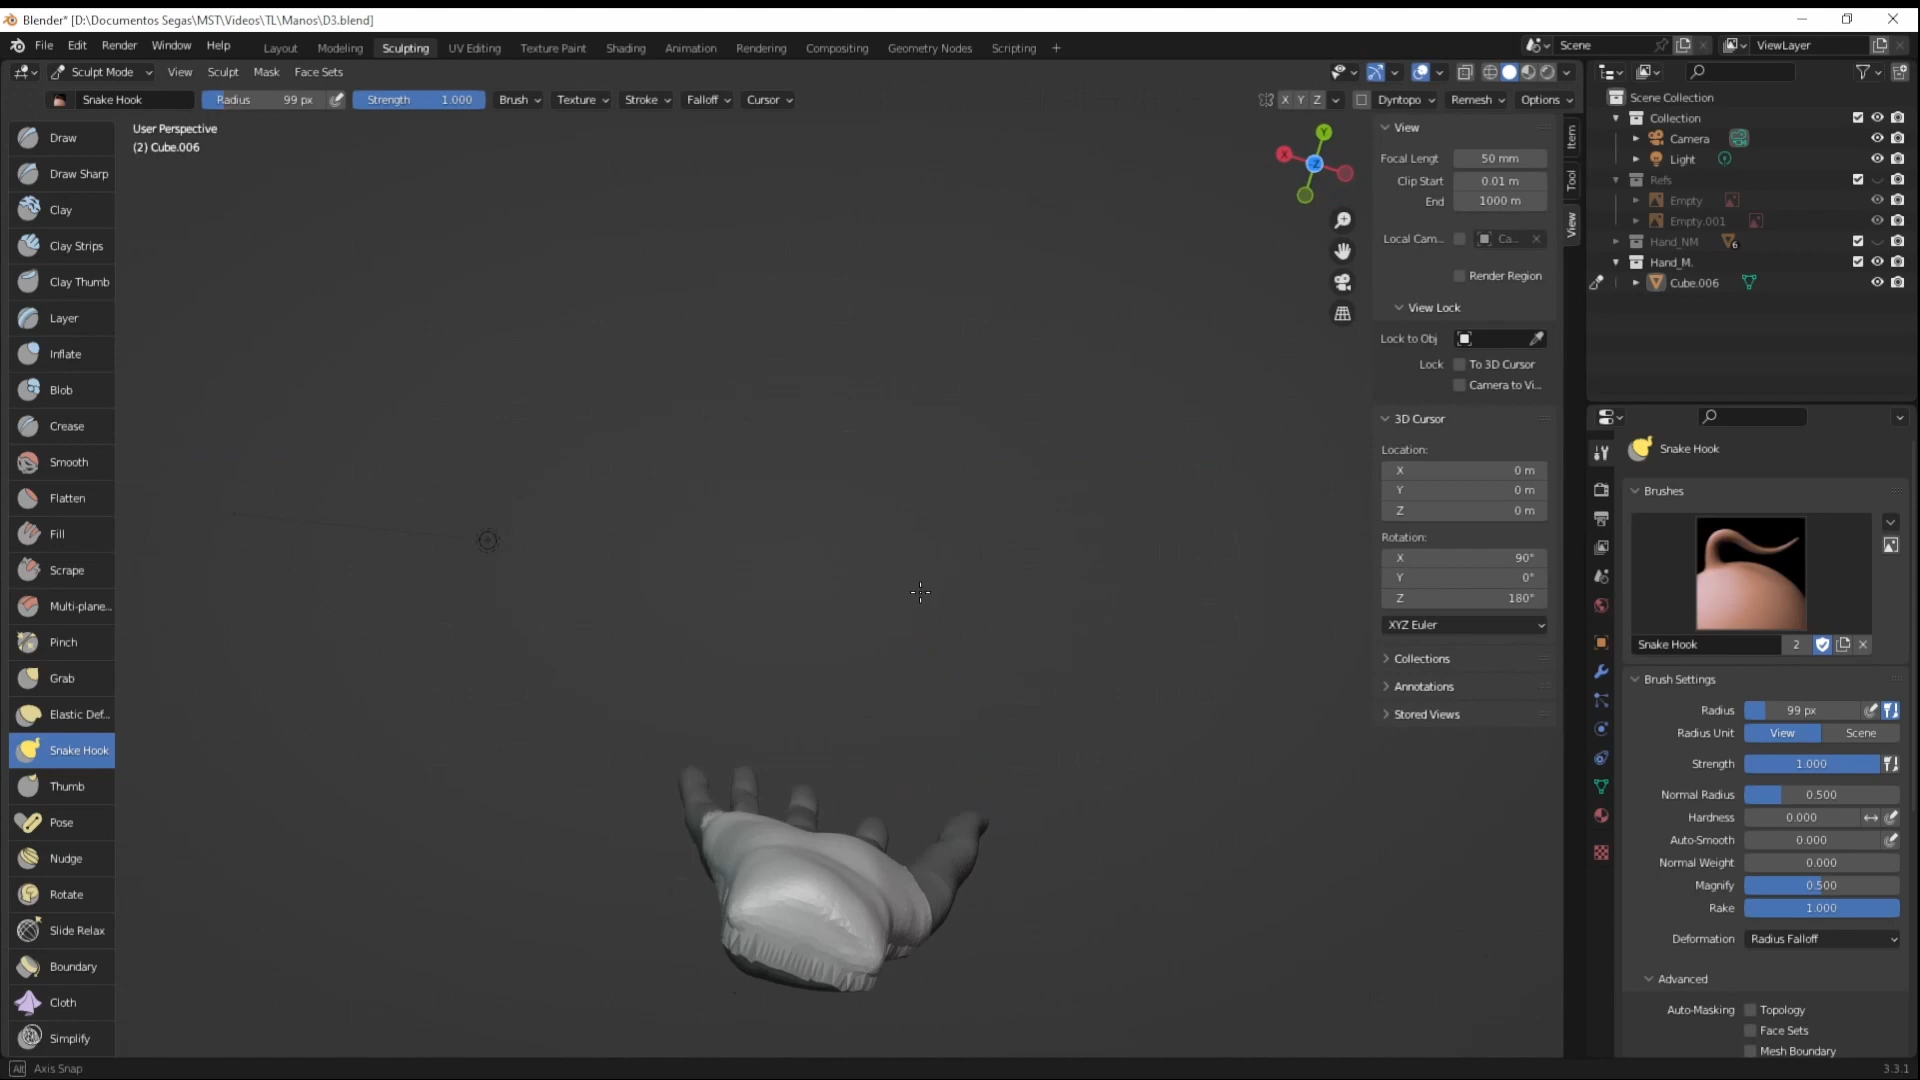 Blender* [D:\Documentos Segas\MST\Videos\TL\Manos\D3.blend]
File Edit Render Window Help Layout Modeling Sculpting UV Editing Texture Paint Shading Animation Rendering Compositing Geometry Nodes Scripting + Scene ViewLayer
Sculpt Mode View Sculpt Mask Face Sets
Snake Hook Radius 99 px Strength 1.000 Brush Texture Stroke Falloff Cursor X Y Z Dyntopo Remesh Options
User Perspective
(2) Cube.006
Draw
Draw Sharp
Clay
Clay Strips
Clay Thumb
Layer
Inflate
Blob
Crease
Smooth
Flatten
Fill
Scrape
Multi-plane...
Pinch
Grab
Elastic Def...
Snake Hook
Thumb
Pose
Nudge
Rotate
Slide Relax
Boundary
Cloth
Simplify
Y
X
Z
View
Focal Lengt 50 mm
Clip Start 0.01 m
End 1000 m
Local Cam... Ca...
Render Region
View Lock
Lock to Obj
Lock To 3D Cursor
Camera to Vi...
3D Cursor
Location:
X 0 m
Y 0 m
Z 0 m
Rotation:
X 90°
Y 0°
Z 180°
XYZ Euler
Collections
Annotations
Stored Views
Item
Tool
View
Scene Collection
Collection
Camera
Light
Refs
Empty
Empty.001
Hand_NM 6
Hand_M.
Cube.006
Snake Hook
Brushes
Snake Hook 2
Brush Settings
Radius 99 px
Radius Unit View Scene
Strength 1.000
Normal Radius 0.500
Hardness 0.000
Auto-Smooth 0.000
Normal Weight 0.000
Magnify 0.500
Rake 1.000
Deformation Radius Falloff
Advanced
Auto-Masking Topology
Face Sets
Mesh Boundary
Alt Axis Snap
3.3.1